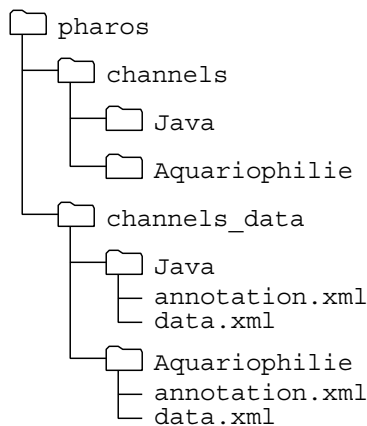 pharos
channels
Java
Aquariophilie
channels_data
Java
annotation.xml
data.xml
Aquariophilie
annotation.xml
data.xml